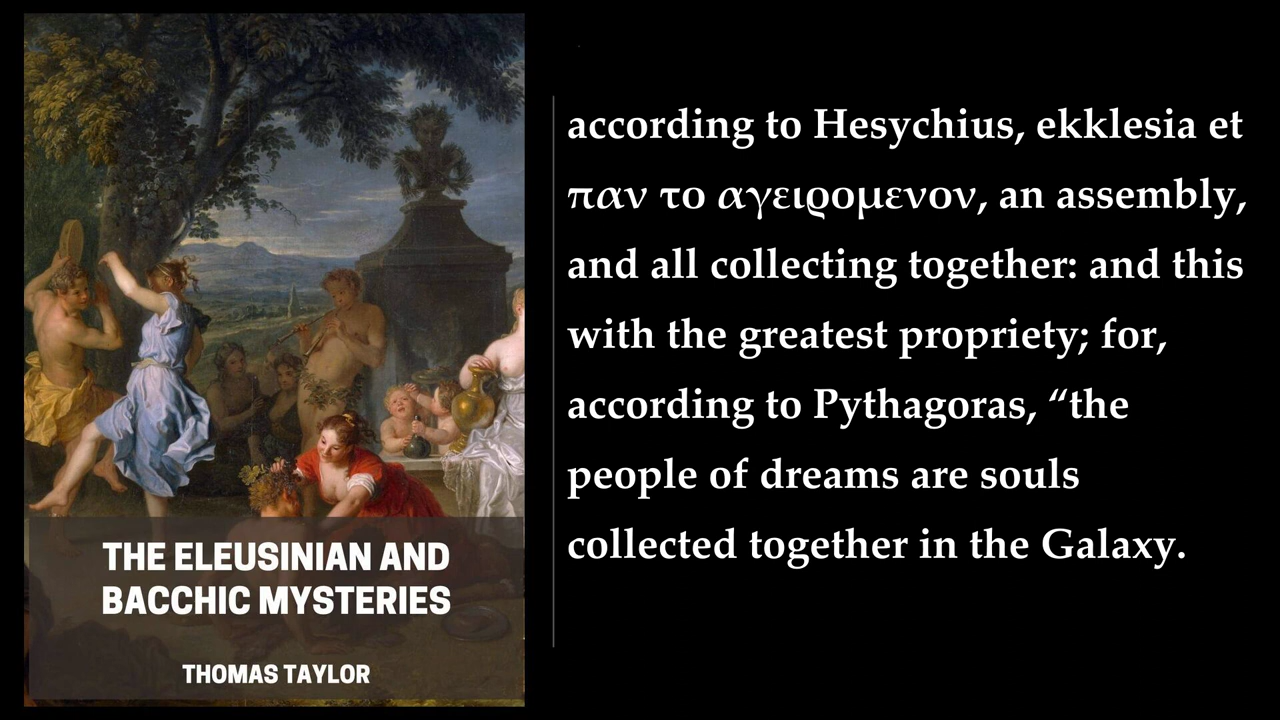 THE ELEUSINIAN AND
BACCHIC MYSTERIES
THOMAS TAYLOR
according to Hesychius, ekklesia et
παν το αγειρομενον, an assembly,
and all collecting together: and this
with the greatest propriety; for,
according to Pythagoras, “the
people of dreams are souls
collected together in the Galaxy.